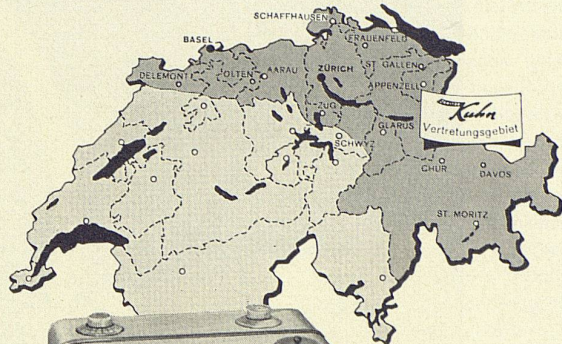 SCHAFFHAUSEN
BASEL
FRAUENFELD
DELEMONT
OLTEN
AARAU
ZÜRICH
ST. GALLEN
APPENZELL
ZUG
Kuhn
Vertretungsgebiet
GLARUS
SCHWYZ
CHUR
DAVOS
ST. MORITZ